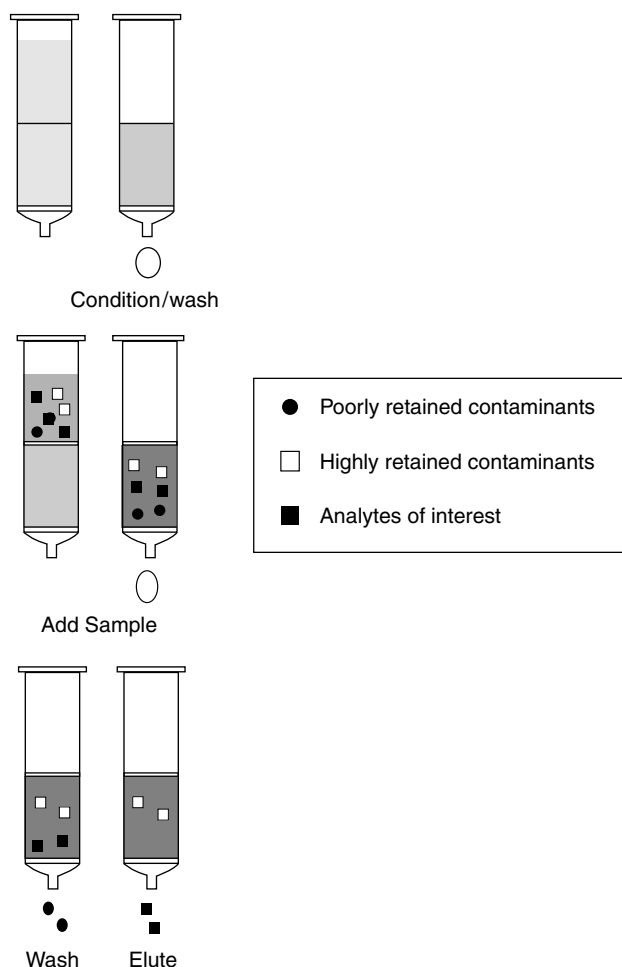 Condition/wash
Add Sample
Poorly retained contaminants
Highly retained contaminants
Analytes of interest
Wash
Elute